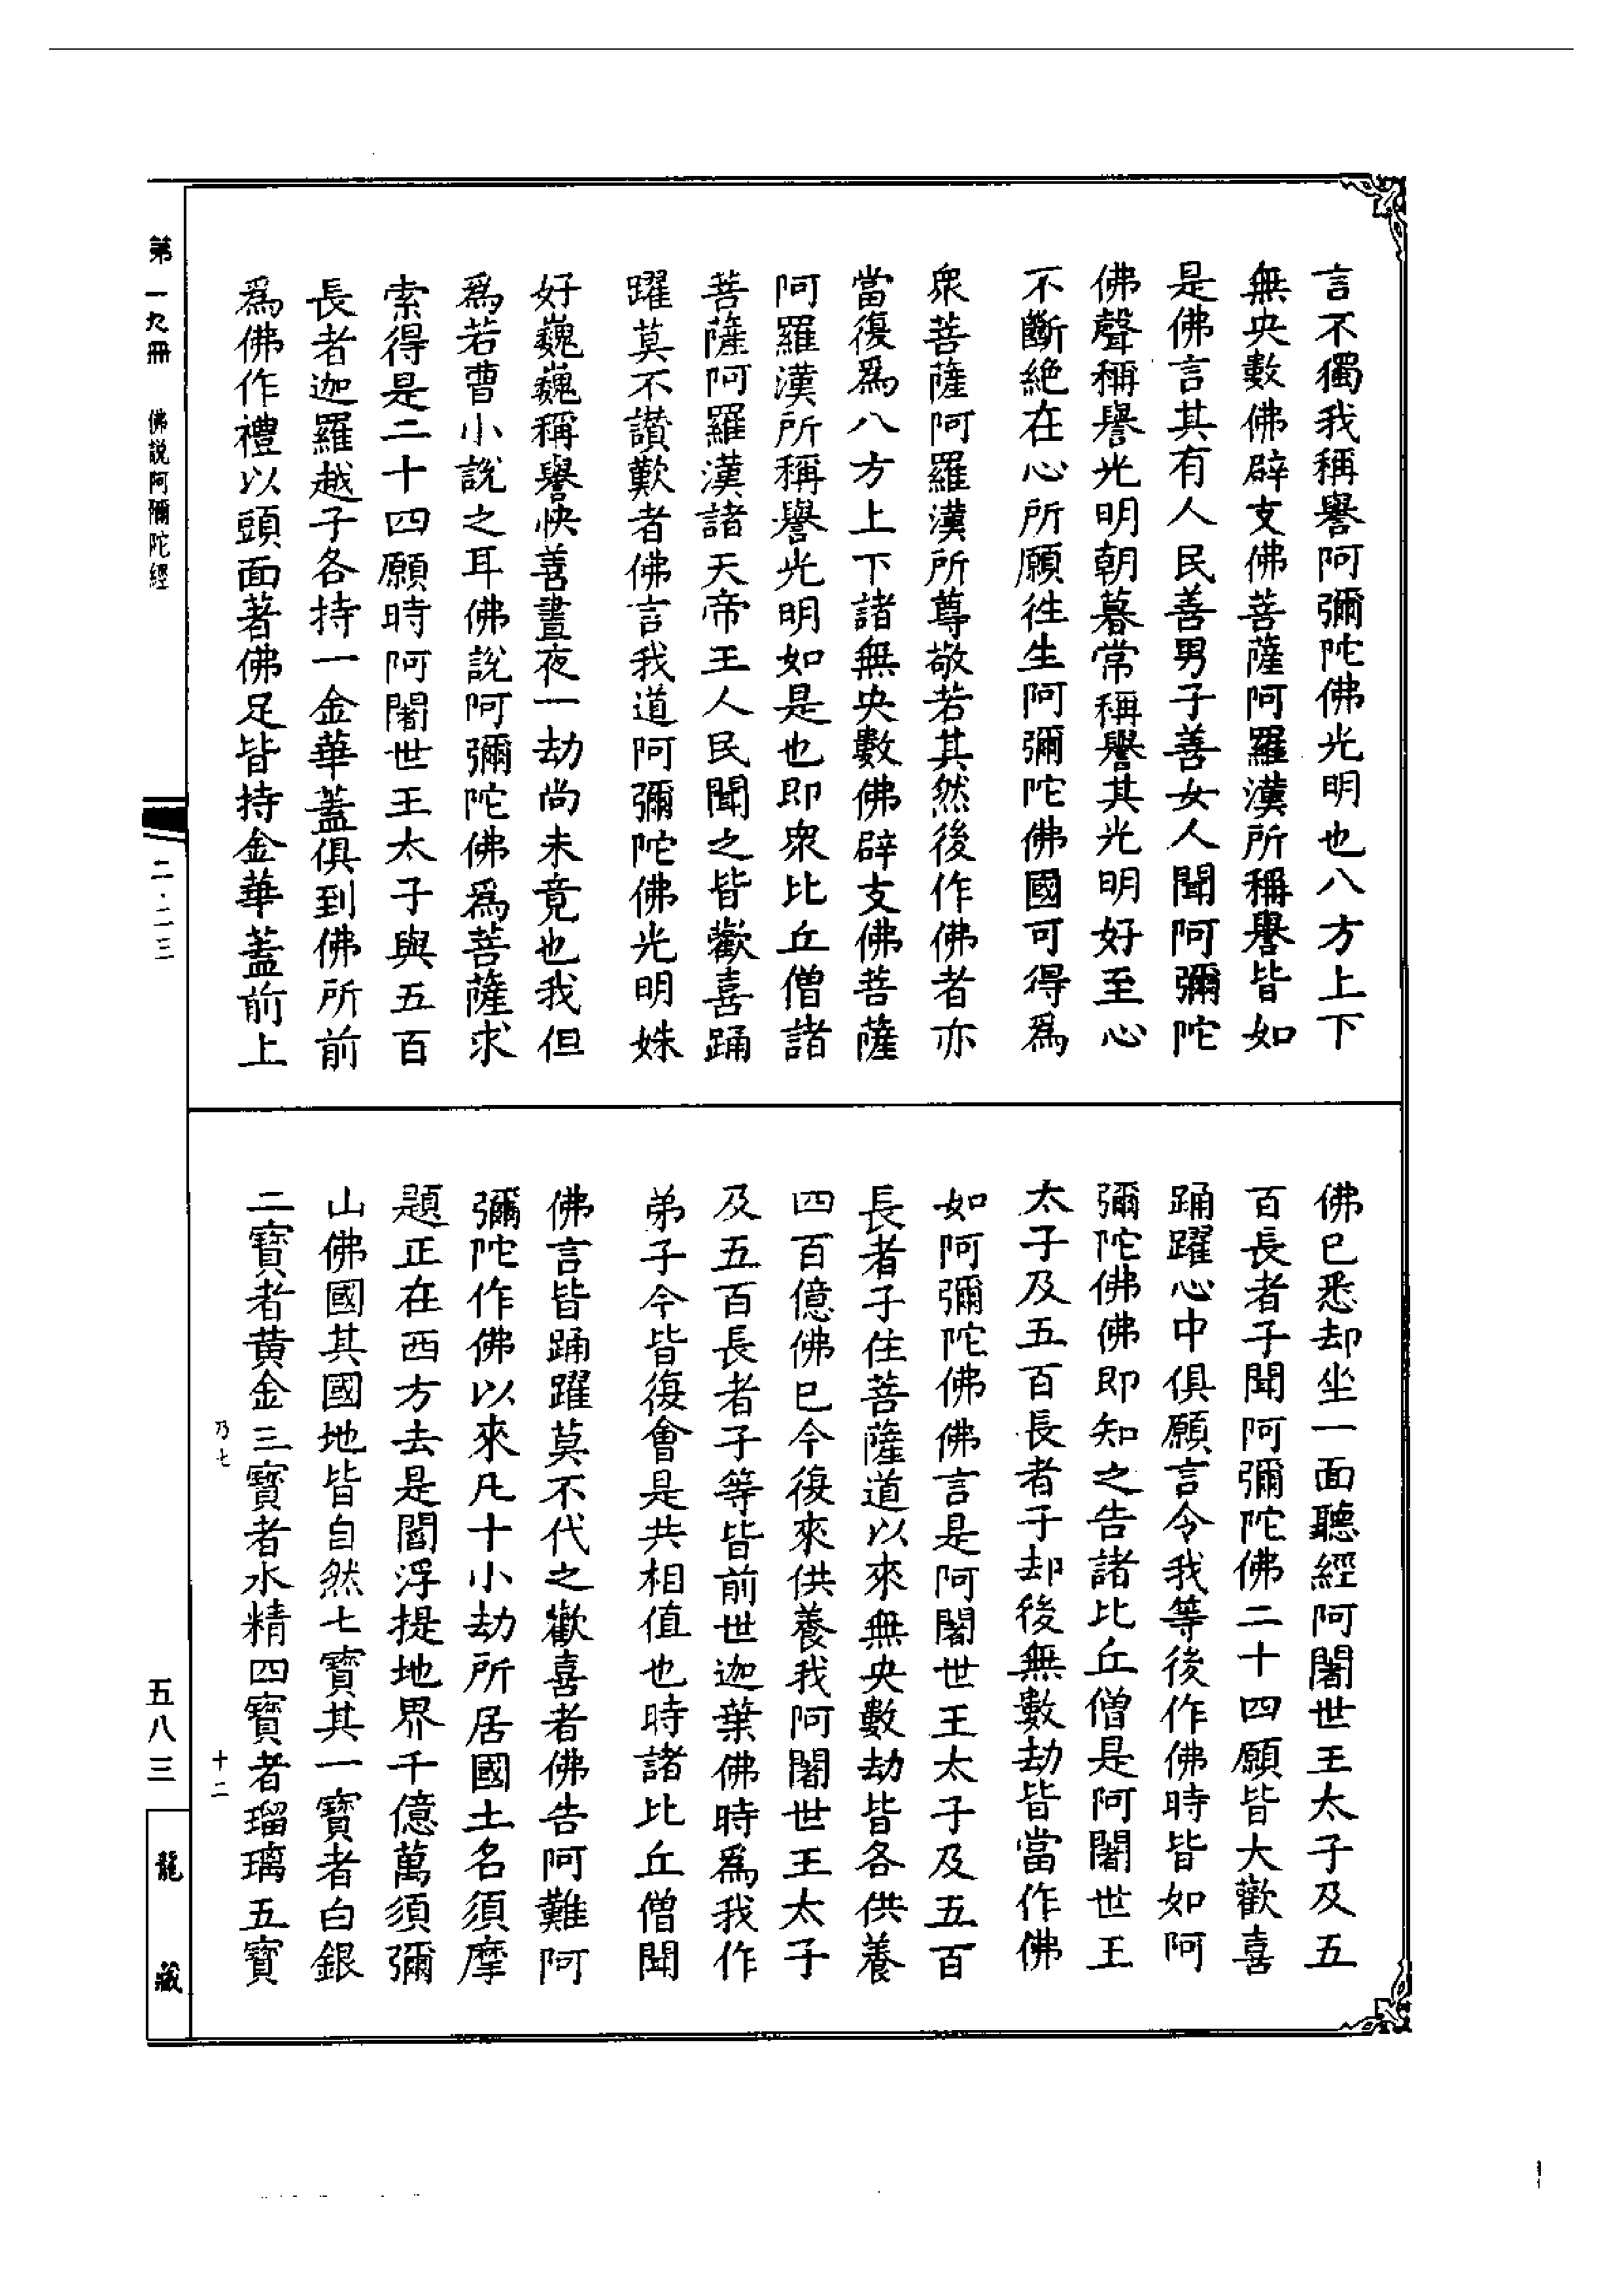 言不獨我稱譽阿彌陀佛光明也八方上下
無央數佛辟支佛菩薩阿羅漢所稱譽皆如
是佛言其有人民善男子善女人聞阿彌陀
佛聲稱譽光明朝暮常稱譽其光明好至心
不斷絶在心所願徃生阿彌陀佛國可得爲
衆菩薩阿羅漢所尊敬若其然後作佛者亦
當復爲八方上下諸無央數佛辟支佛菩薩
阿羅漢所稱譽光明如是也即衆比丘僧諸
菩薩阿羅漢諸天帝王人民聞之皆歡喜踊
躍莫不讃歎者佛言我道阿彌陀佛光明姝
好巍巍稱譽快善晝夜一劫尚未竟也我但
爲若曹小說之耳佛說阿彌陀佛爲菩薩求
索得是二十四願時阿闍世王太子與五百
長者迦羅越子各持一金華蓋俱到佛所前
爲佛作禮以頭面著佛足皆持金華蓋前上
佛巳悉却坐一面聽經阿闍世王太子及五
百長者子聞阿彌陀佛二十四願皆大歡喜
踊躍心中俱願言令我等後作佛時皆如阿
彌陀佛佛即知之告諸比丘僧是阿闍世王
太子及五百長者子却後無數劫皆當作佛
如阿彌陀佛佛言是阿闍世王太子及五百
長者子住菩薩道以來無央數劫皆各供養
四百億佛巳今復來供養我阿闍世王太子
及五百長者子等皆前世迦葉佛時爲我作
弟子今皆復會是共相值也時諸比丘僧聞
佛言皆踊躍莫不代之歡喜者佛告阿難阿
彌陀作佛以來凡十小劫所居國土名須摩
題正在西方去是閻浮提地界千億萬須彌
山佛國其國地皆自然七寶其一寶者白銀
二寶者黄金三寶者水精四寶者瑠璃五寶
乃七
十二
第一九冊
佛説阿彌陀經
二·二三
五八三
龍藏